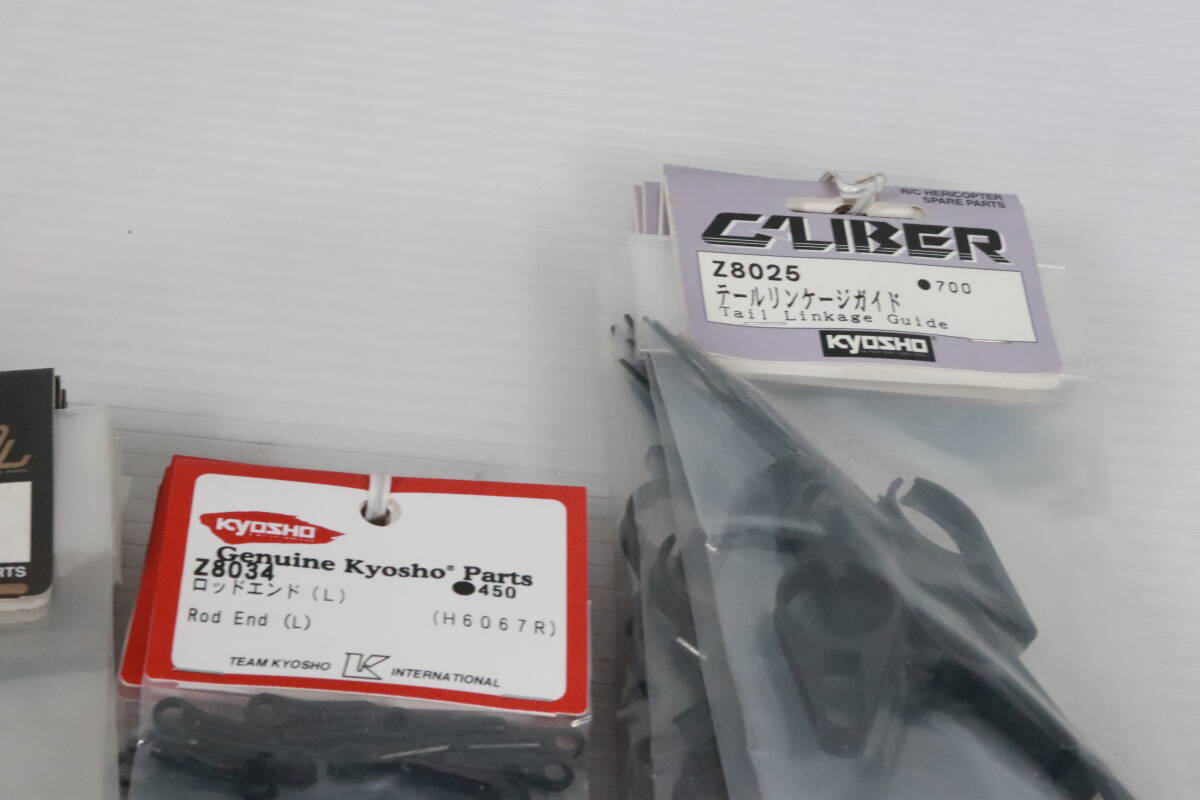 R/C HERICOPTER
SPARE PARTS
CALIBER
Z8025
●700
テールリンケージガイド
Tail Linkage Guide
KYOSHO
KYOSHO
Genuine Kyosho® Parts
Z8034
●450
ロッドエンド(L)
Rod End (L)
(H6067R)
TEAM KYOSHO
INTERNATIONAL
RTS